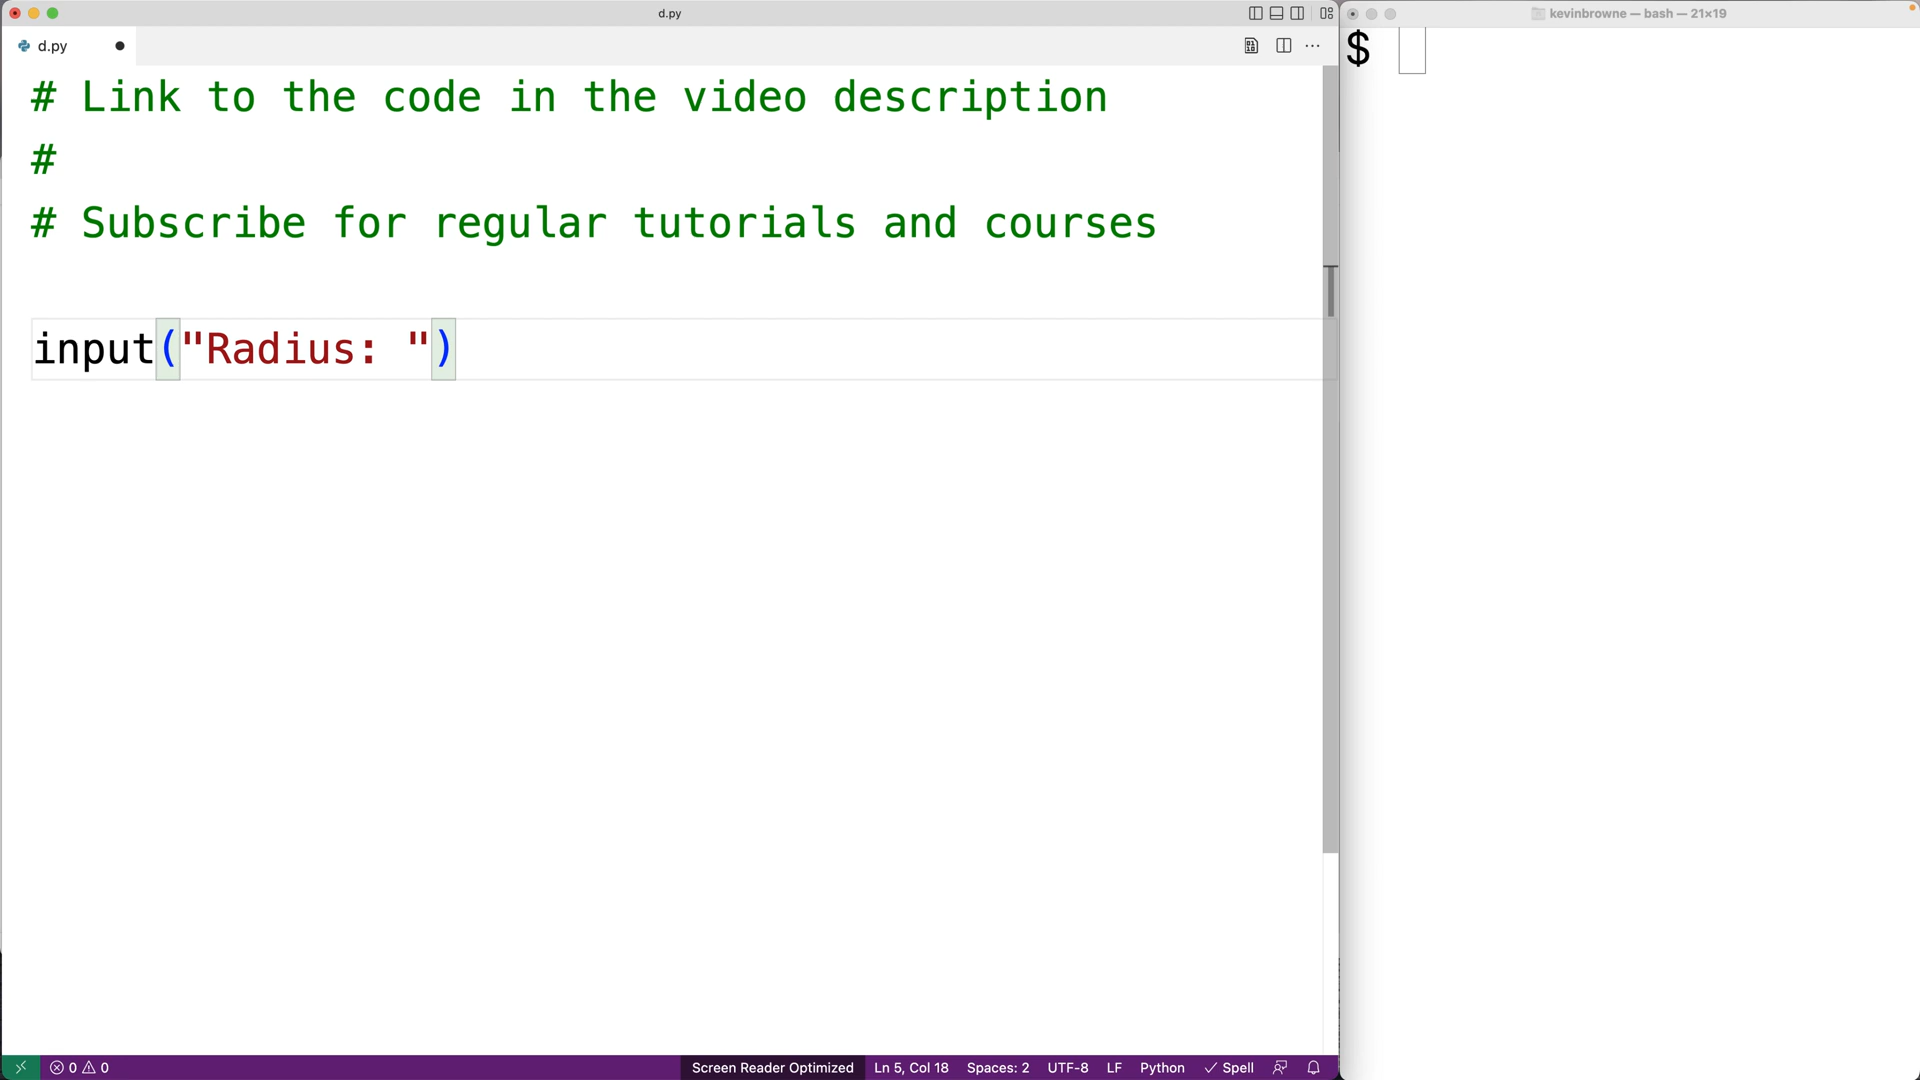 d.py
kevinbrowne — bash — 21×19
d.py
$
# Link to the code in the video description
#
# Subscribe for regular tutorials and courses
input("Radius: ")
0 0 Screen Reader Optimized Ln 5, Col 18 Spaces: 2 UTF-8 LF Python Spell